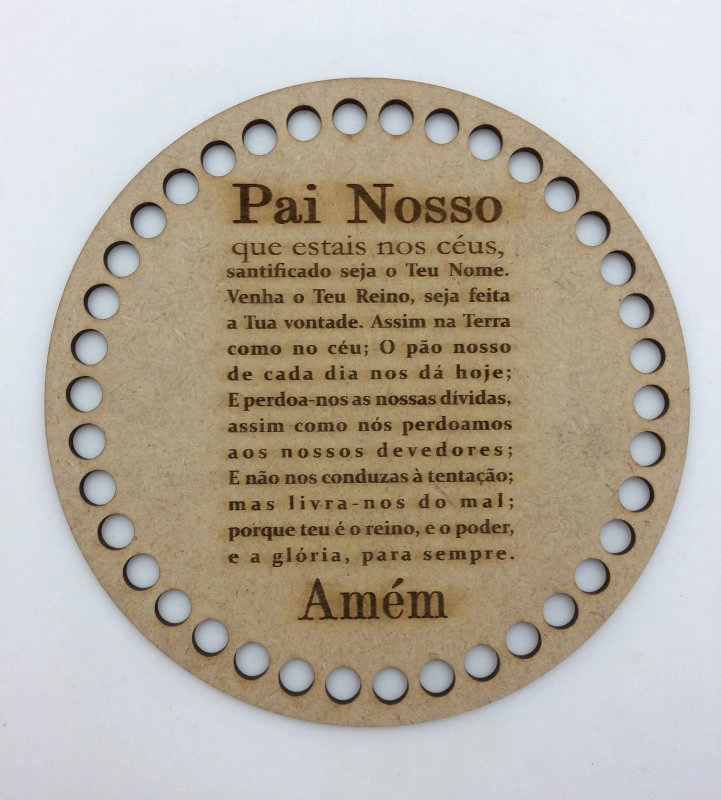 Pai Nosso
que estais nos céus,
santificado seja o Teu Nome.
Venha o Teu Reino, seja feita
a Tua vontade. Assim na Terra
como no céu; O pão nosso
de cada dia nos dá hoje;
E perdoa-nos as nossas dívidas,
assim como nós perdoamos
aos nossos devedores;
E não nos conduzas à tentação;
mas livra-nos do mal;
porque teu é o reino, e o poder,
e a glória, para sempre.
Amém